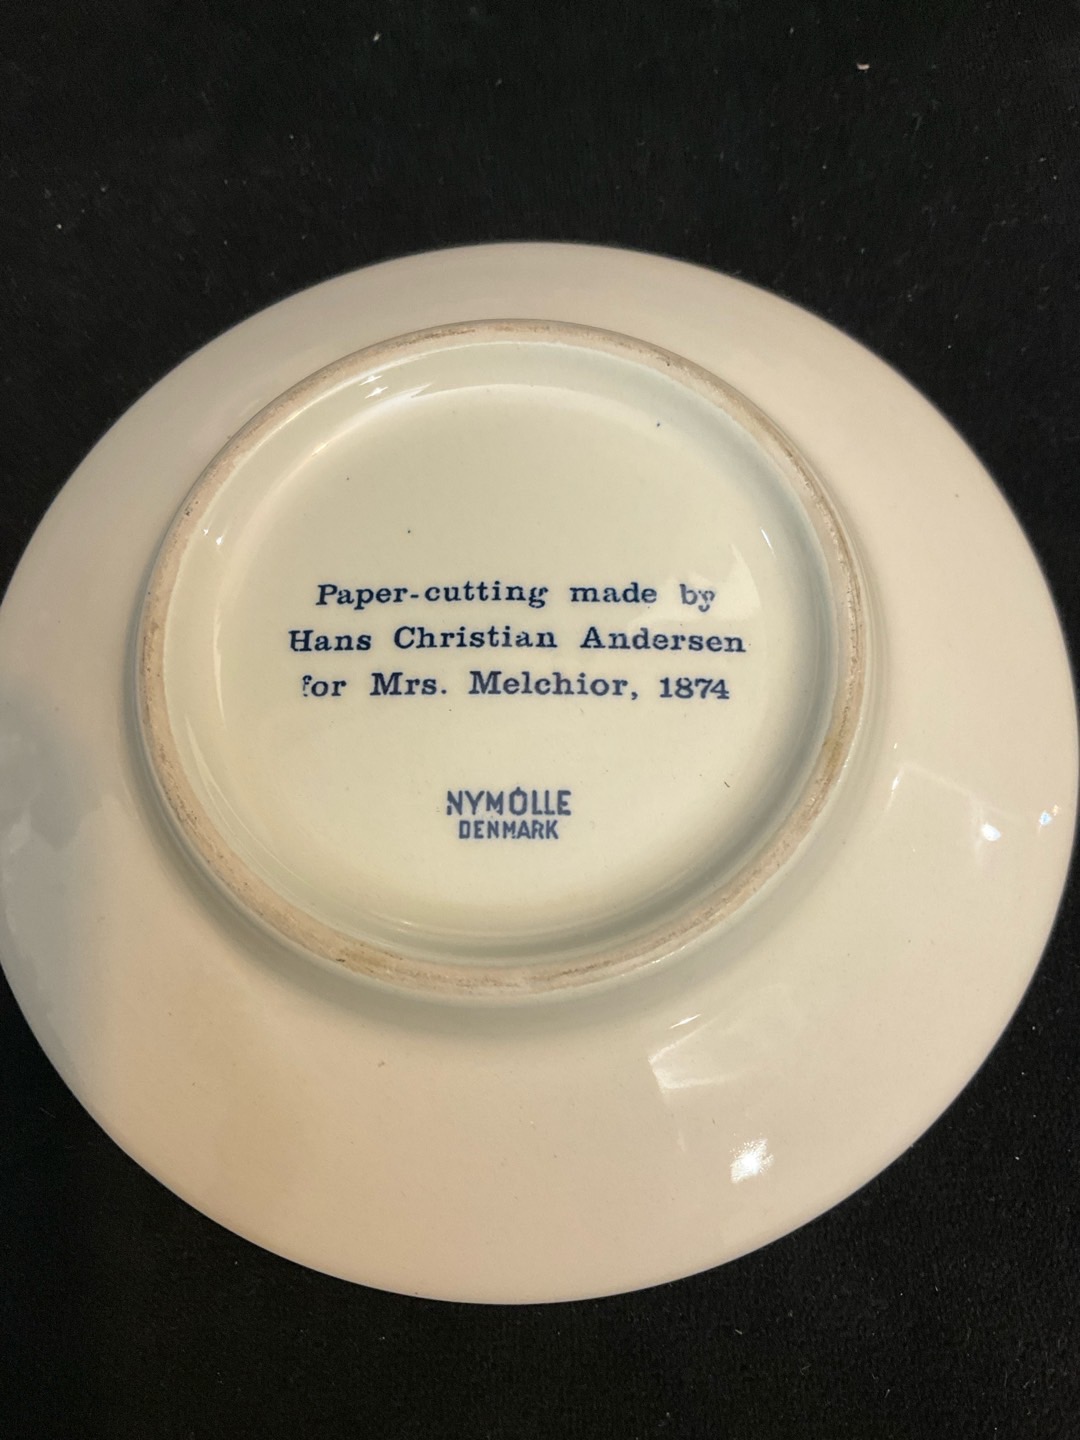 Paper-cutting made by
Hans Christian Andersen
for Mrs. Melchior, 1874
NYMÖLLE
DENMARK